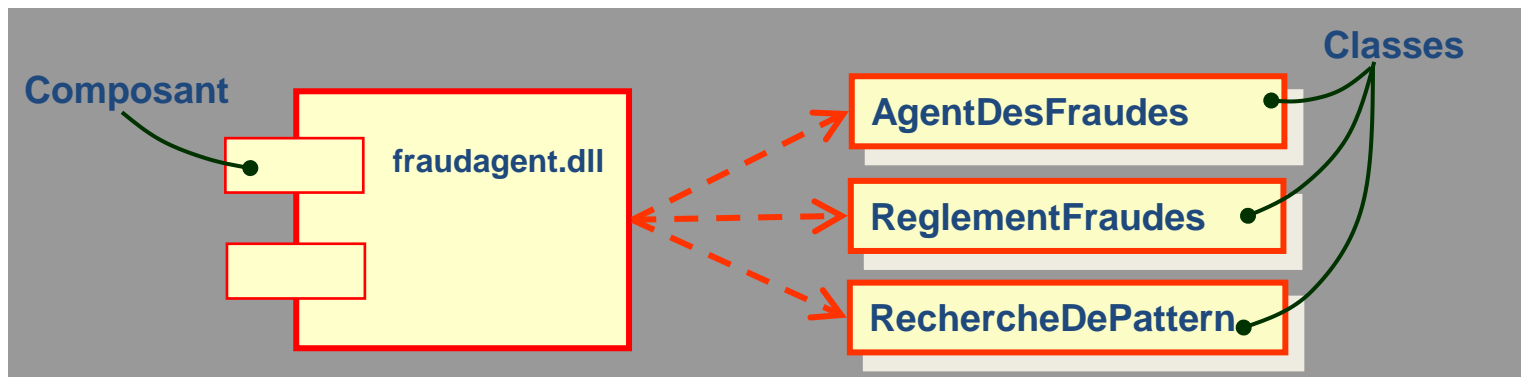 Classes
Composant
AgentDesFraudes
fraudagent.dll
ReglementFraudes
RechercheDePattern